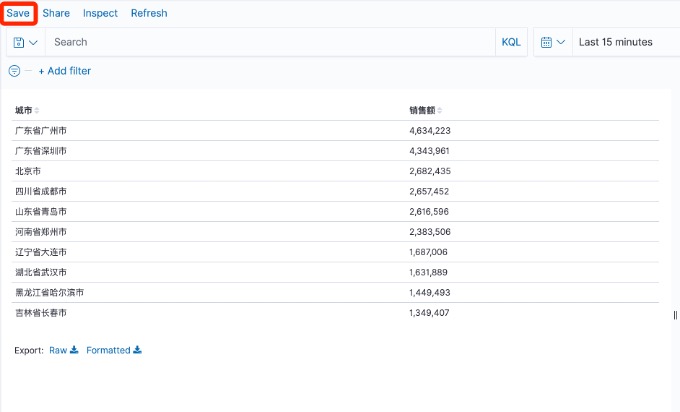 Save Share Inspect Refresh
Search KQL Last 15 minutes
+ Add filter
城市 销售额
广东省广州市 4,634,223
广东省深圳市 4,343,961
北京市 2,682,435
四川省成都市 2,657,452
山东省青岛市 2,616,596
河南省郑州市 2,383,506
辽宁省大连市 1,687,006
湖北省武汉市 1,631,889
黑龙江省哈尔滨市 1,449,493
吉林省长春市 1,349,407
Export: Raw Formatted